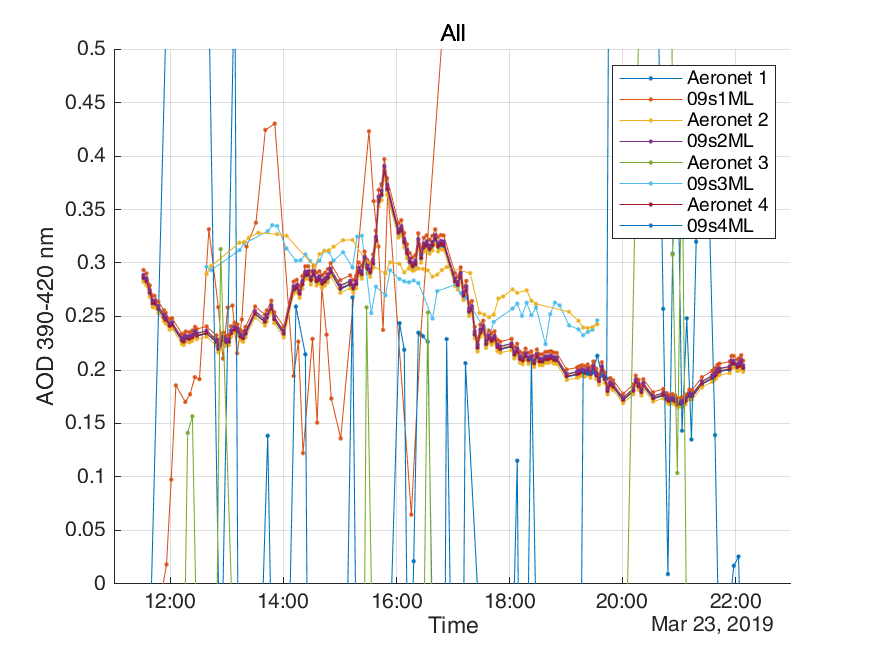 All
0.5
0.45
0.4
0.35
0.3
0.25
0.2
0.15
0.1
0.05
0
AOD 390-420 nm
Aeronet 1
09s1ML
Aeronet 2
09s2ML
Aeronet 3
09s3ML
Aeronet 4
09s4ML
12:00 14:00 16:00 18:00 20:00 22:00
Time
Mar 23, 2019